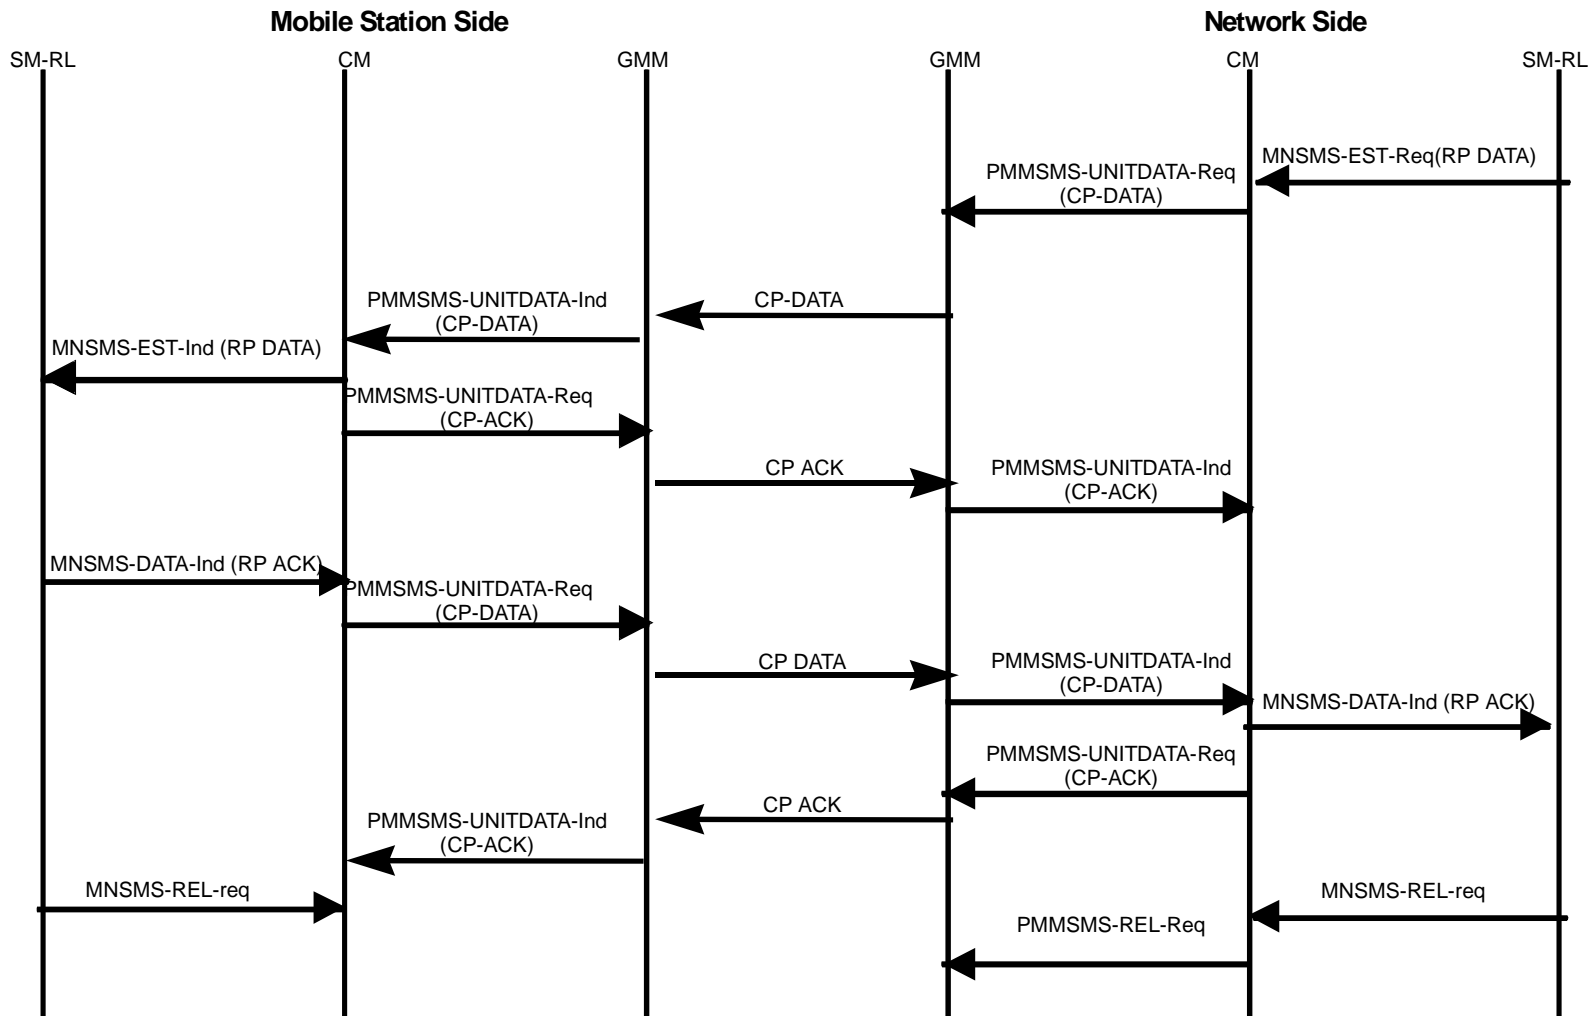 Mobile Station Side
Network Side
SM-RL
CM
GMM
GMM
CM
SM-RL
MNSMS-EST-Req(RP DATA)
PMMSMS-UNITDATA-Req
(CP-DATA)
CP-DATA
PMMSMS-UNITDATA-Ind
(CP-DATA)
MNSMS-EST-Ind (RP DATA)
PMMSMS-UNITDATA-Req
(CP-ACK)
CP ACK
PMMSMS-UNITDATA-Ind
(CP-ACK)
MNSMS-DATA-Ind (RP ACK)
PMMSMS-UNITDATA-Req
(CP-DATA)
CP DATA
PMMSMS-UNITDATA-Ind
(CP-DATA)
MNSMS-DATA-Ind (RP ACK)
PMMSMS-UNITDATA-Req
(CP-ACK)
CP ACK
PMMSMS-UNITDATA-Ind
(CP-ACK)
MNSMS-REL-req
MNSMS-REL-req
PMMSMS-REL-Req